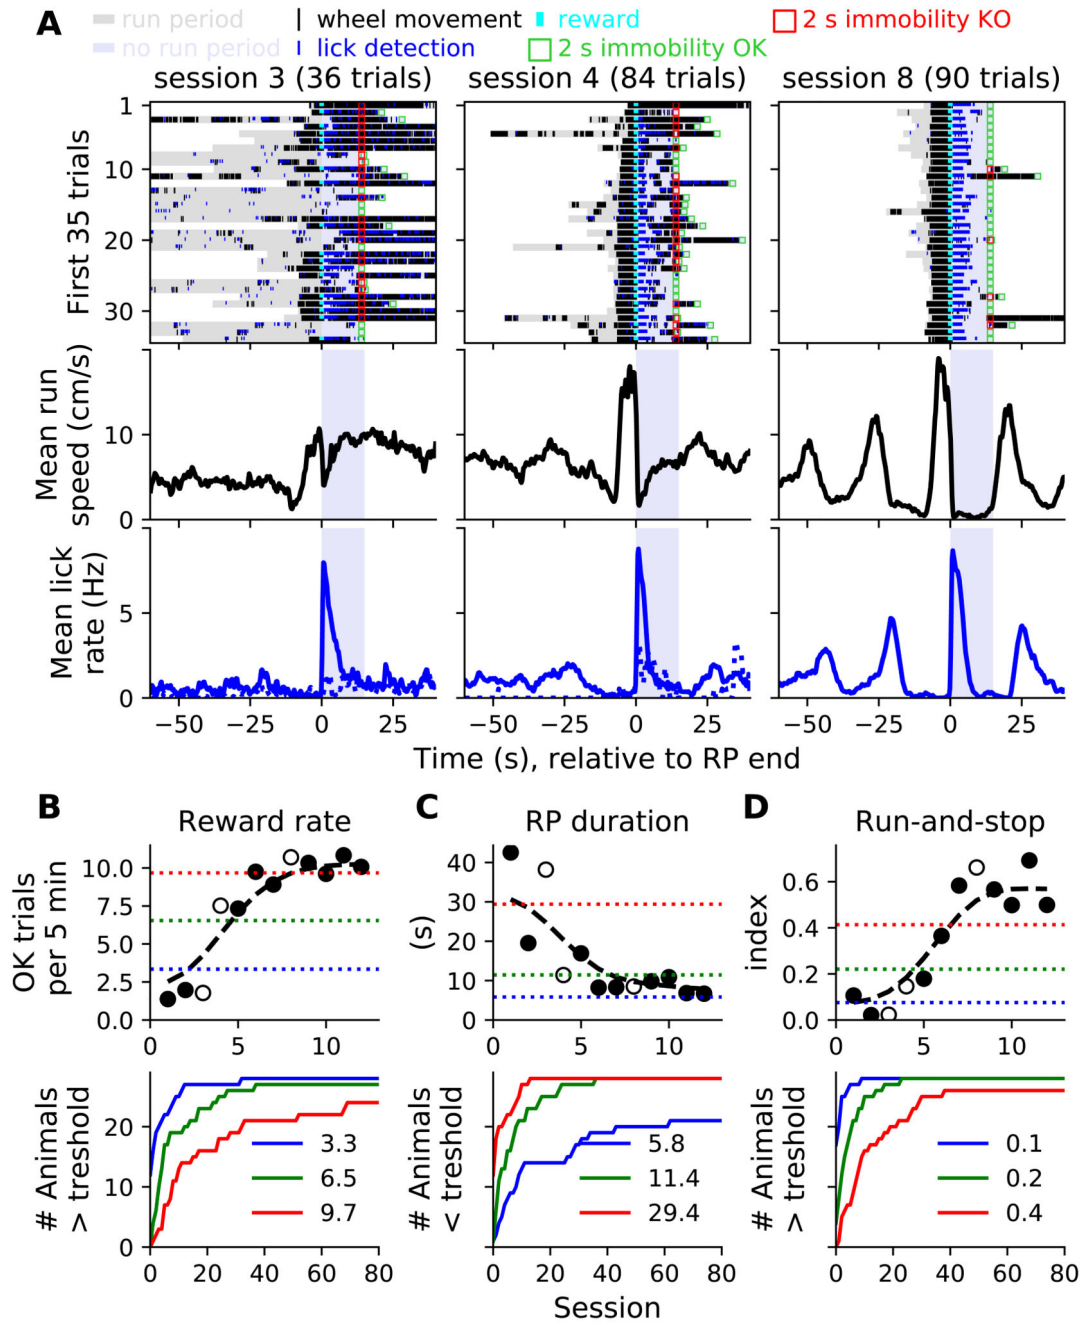 A
run period
wheel movement
reward
2 s immobility KO
no run period
lick detection
2 s immobility OK
session 3 (36 trials)
session 4 (84 trials)
session 8 (90 trials)
First 35 trials
1
10
20
30
Mean run
speed (cm/s)
10
0
Mean lick
rate (Hz)
5
0
−50 −25 0 25
−50 −25 0 25
−50 −25 0 25
Time (s), relative to RP end
B
Reward rate
OK trials
per 5 min
10.0
7.5
5.0
2.5
0.0
0 5 10
C
RP duration
(s)
40
30
20
10
0
0 5 10
D
Run-and-stop
index
0.6
0.4
0.2
0.0
0 5 10
# Animals
> treshold
20
10
0
3.3
6.5
9.7
0 20 40 60 80
# Animals
< treshold
5.8
11.4
29.4
0 20 40 60 80
# Animals
> treshold
0.1
0.2
0.4
0 20 40 60 80
Session